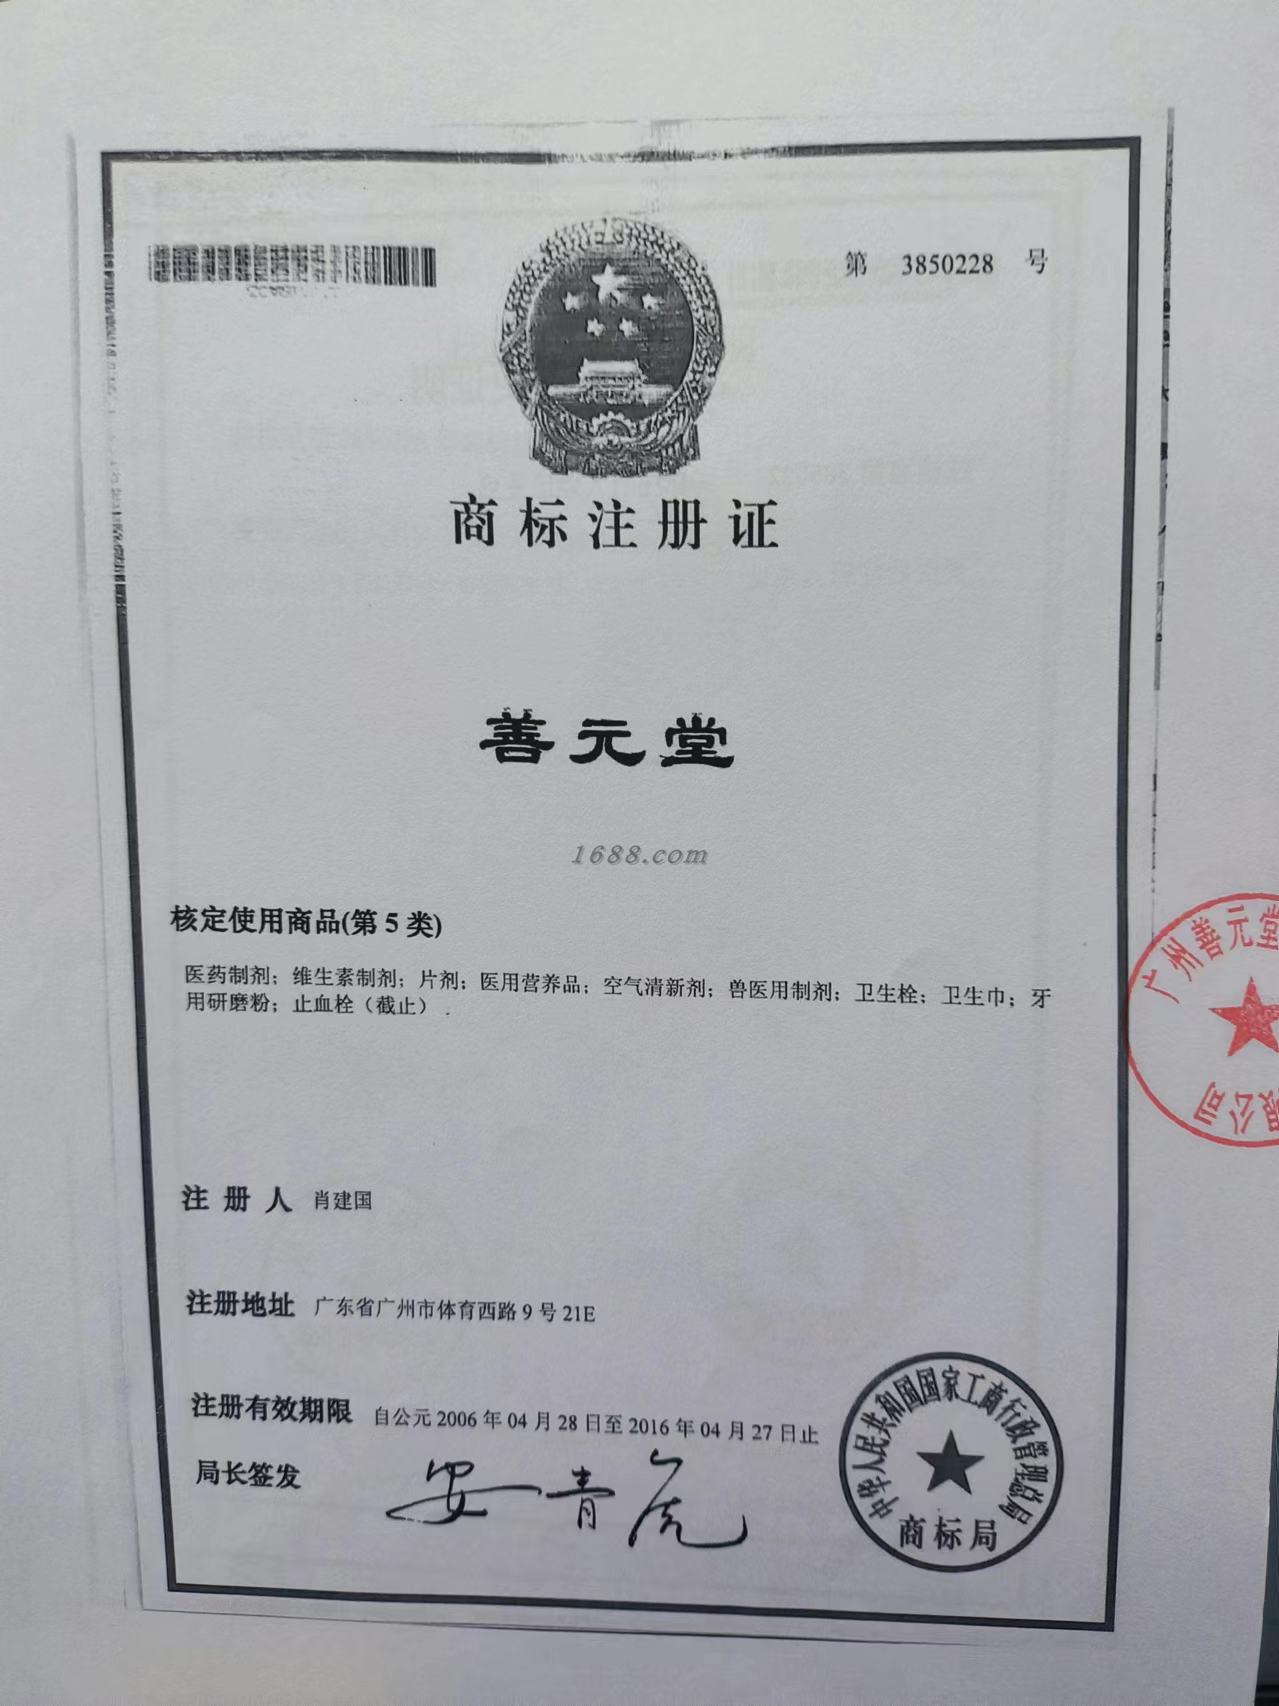 第 3850228 号
商标注册证
善元堂
1688.com
核定使用商品(第 5 类)
医药制剂；维生素制剂；片剂；医用营养品；空气清新剂；兽医用制剂；卫生栓；卫生巾；牙
用研磨粉；止血栓（截止）.
广州善元堂
限公司
注册人 肖建国
注册地址 广东省广州市体育西路 9 号 21E
注册有效期限 自公元 2006 年 04 月 28 日至 2016 年 04 月 27 日止
局长签发 安青虎
中华人民共和国国家工商行政管理总局
商标局